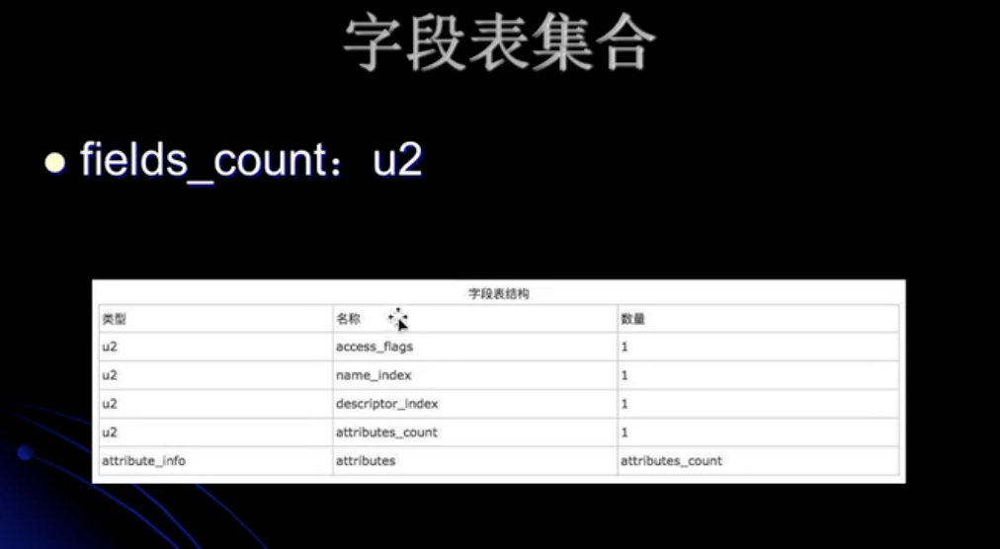 字段表集合
fields_count：u2
字段表结构
类型 名称 数量
u2 access_flags 1
u2 name_index 1
u2 descriptor_index 1
u2 attributes_count 1
attribute_info attributes attributes_count